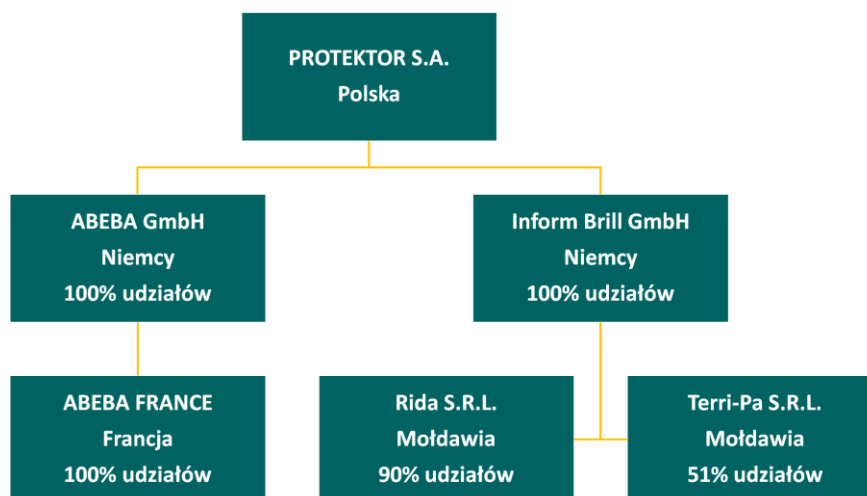 PROTEKTOR S.A.
Polska
ABEBA GmbH
Niemcy
100% udziałów
Inform Brill GmbH
Niemcy
100% udziałów
ABEBA FRANCE
Francja
100% udziałów
Rida S.R.L.
Mołdawia
90% udziałów
Terri-Pa S.R.L.
Mołdawia
51% udziałów